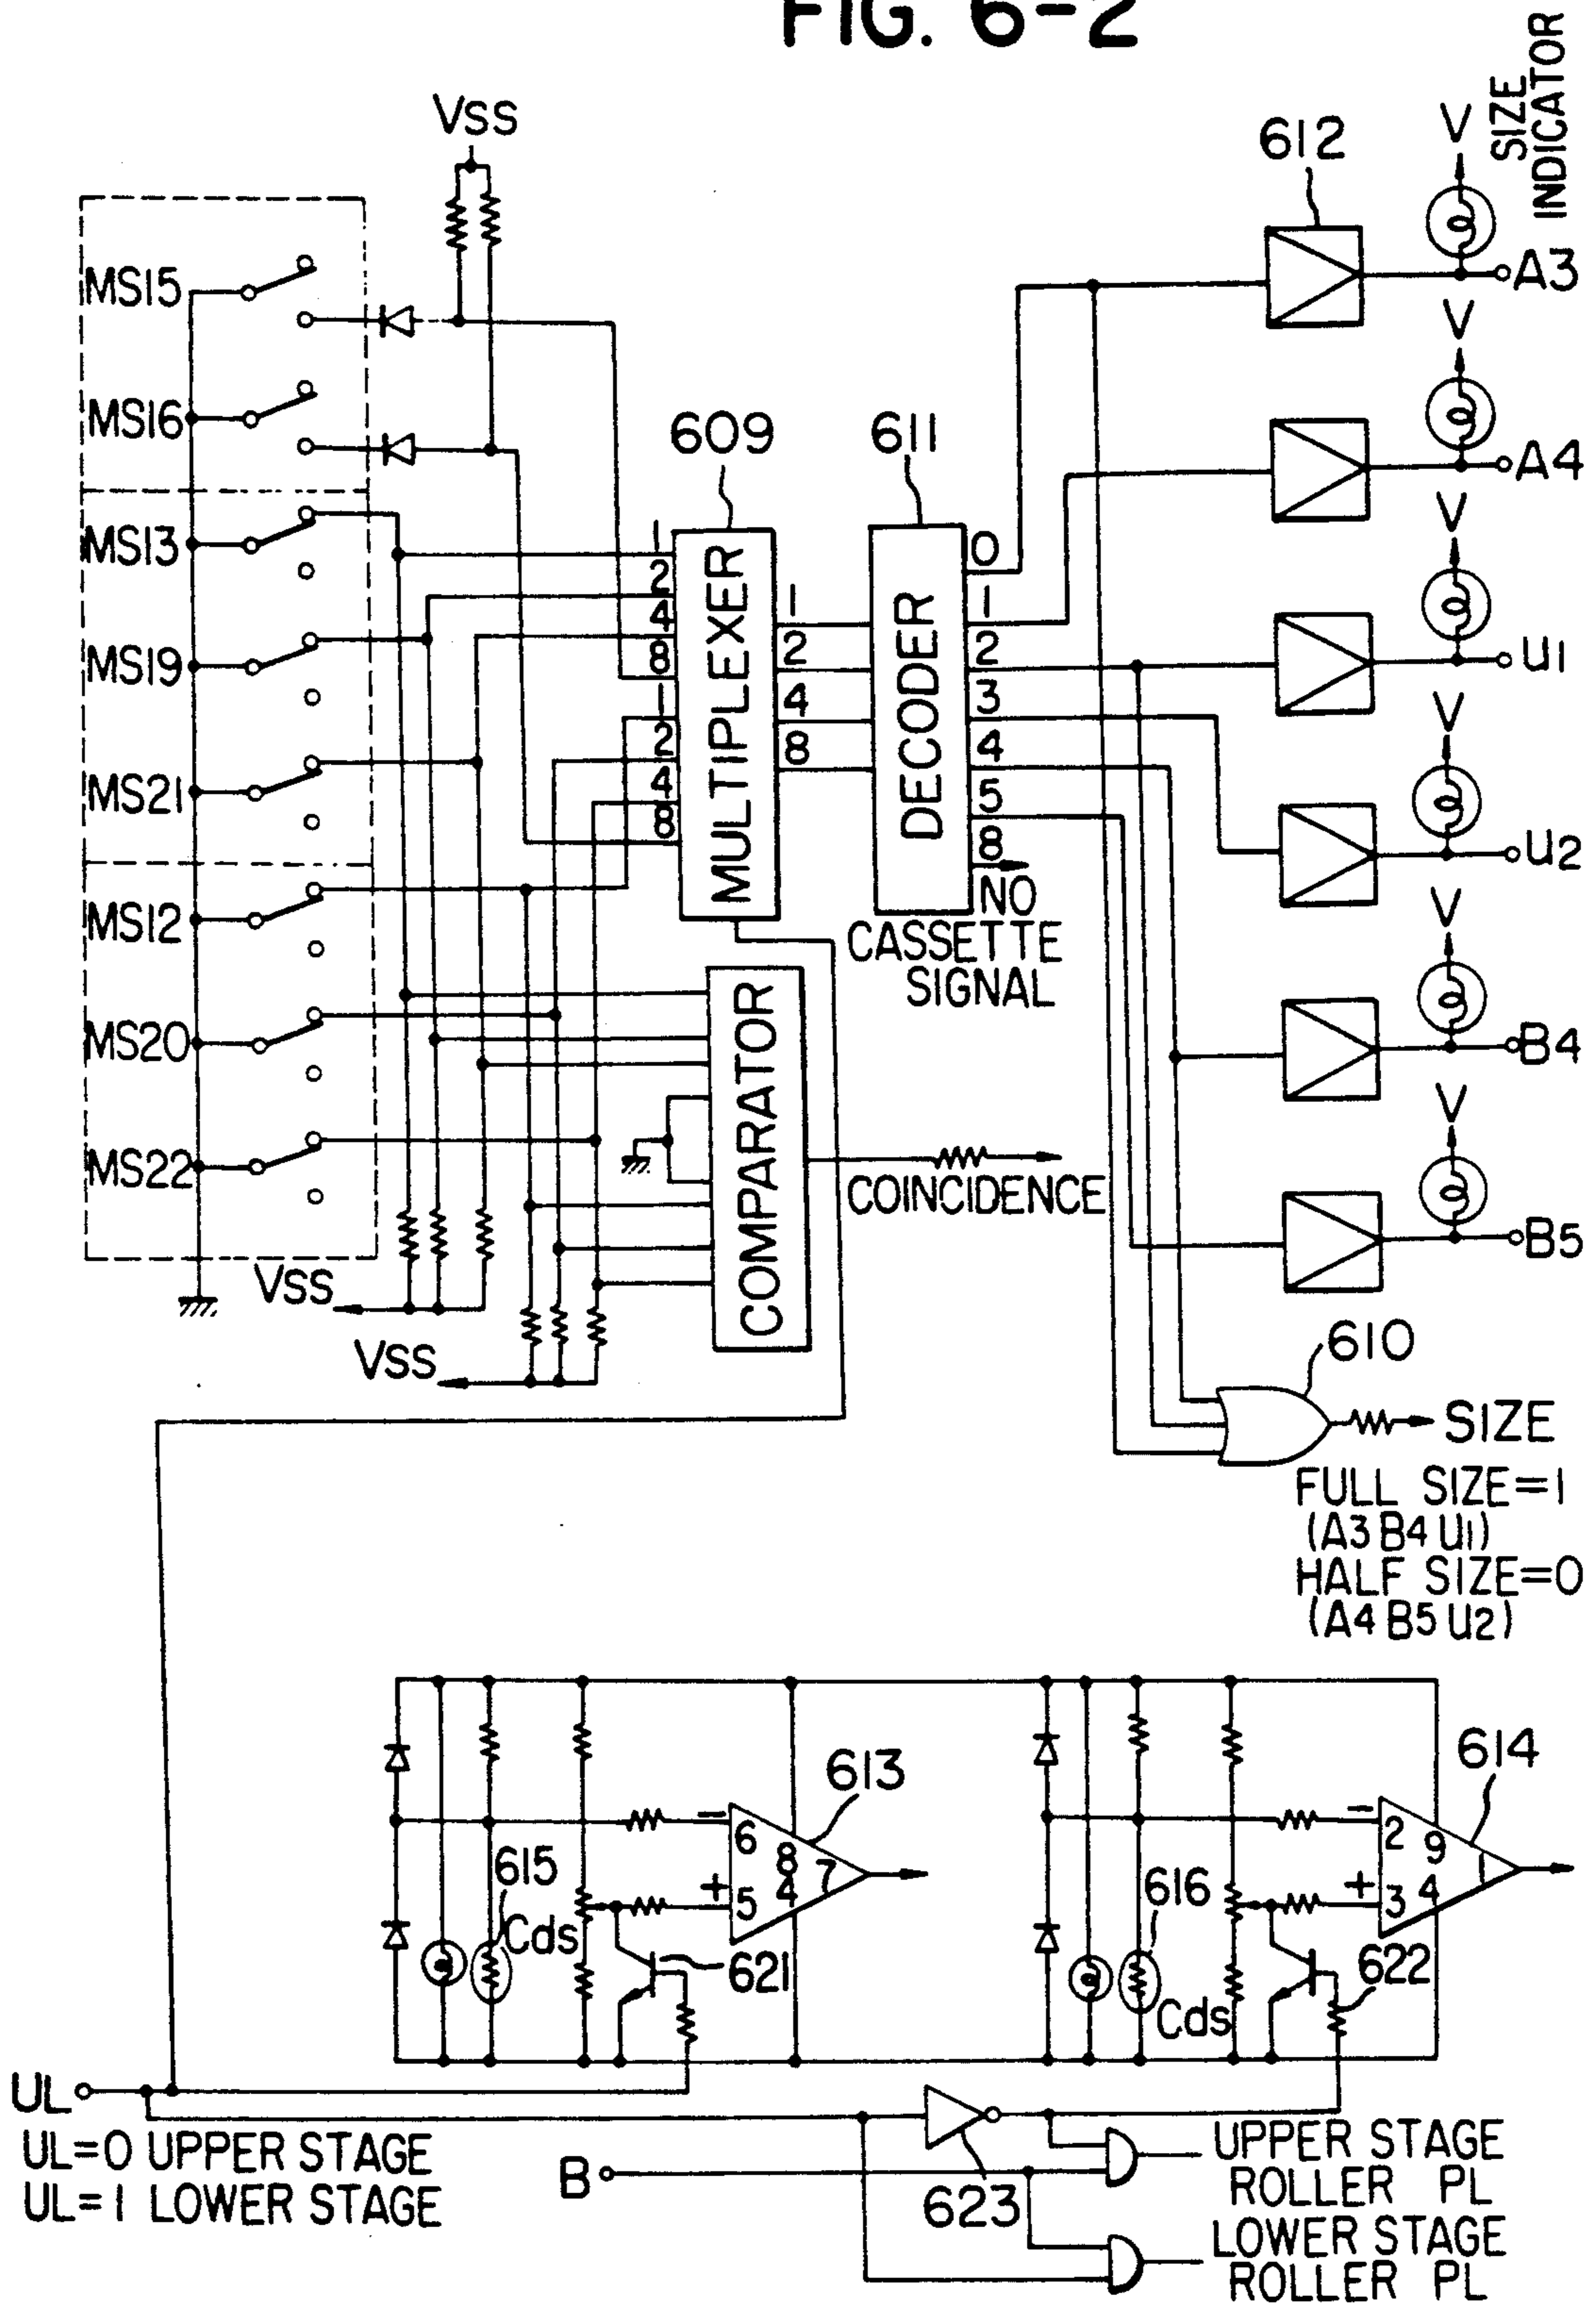 FIG. 6-2
SIZE
INDICATOR
VSS
612
V
MS15
A3
V
MS16
609
611
A4
MS13
V
1
2
4
8
1
2
4
8
MULTIPLEXER
1
2
4
8
DECODER
0
1
2
3
4
5
8
NO
CASSETTE
SIGNAL
MS19
U1
V
MS21
U2
V
MS12
MS20
B4
V
COMPARATOR
MS22
COINCIDENCE
B5
VSS
VSS
610
SIZE
FULL SIZE=1
(A3 B4 U1)
HALF SIZE=0
(A4 B5 U2)
613
614
-
6
8
-
2
9
615
7
616
1
+
5
4
+
3
4
Cds
621
622
Cds
UL
UL=0 UPPER STAGE
UL=1 LOWER STAGE
B
623
UPPER STAGE
ROLLER PL
LOWER STAGE
ROLLER PL